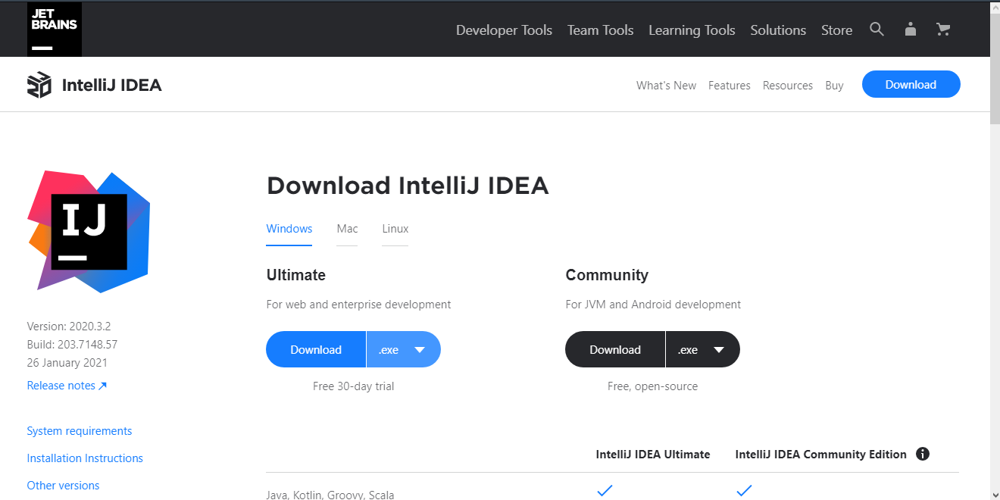 JET
BRAINS
Developer Tools Team Tools Learning Tools Solutions Store
IntelliJ IDEA
What's New Features Resources Buy Download
IJ
Download IntelliJ IDEA
Windows Mac Linux
Ultimate
For web and enterprise development
Download .exe
Free 30-day trial
Community
For JVM and Android development
Download .exe
Free, open-source
Version: 2020.3.2
Build: 203.7148.57
26 January 2021
Release notes
System requirements
Installation Instructions
Other versions
IntelliJ IDEA Ultimate IntelliJ IDEA Community Edition
Java, Kotlin, Groovy, Scala